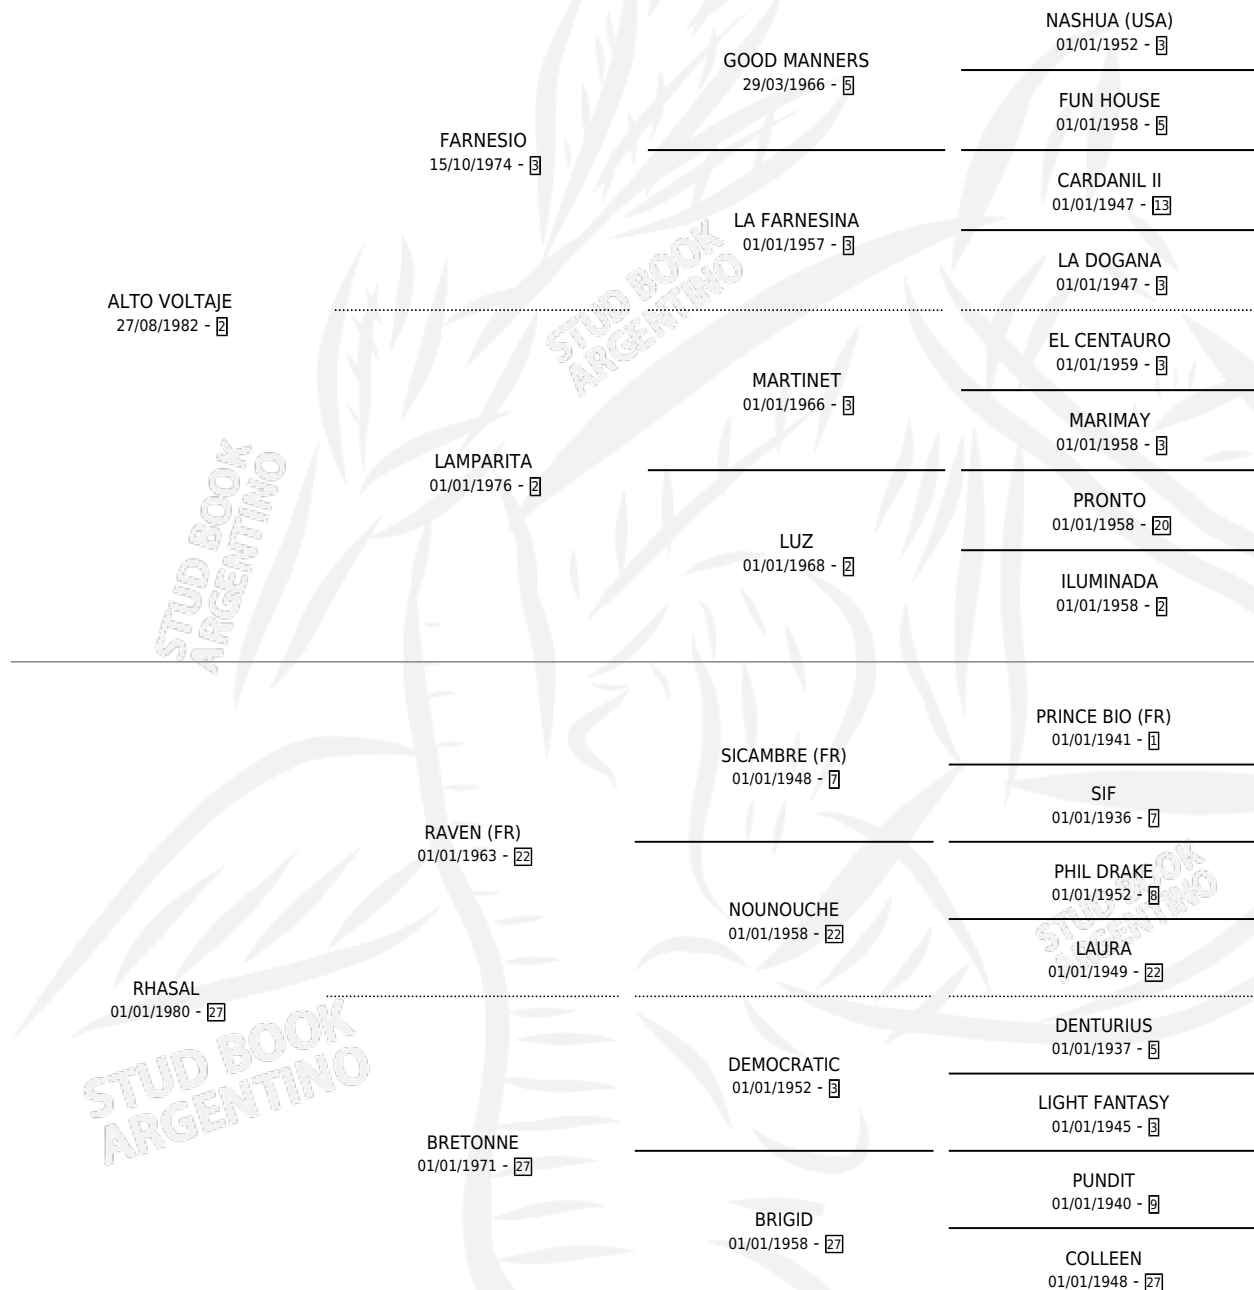 NASHUA (USA)
01/01/1952 - 3
GOOD MANNERS
29/03/1966 - 5
FUN HOUSE
01/01/1958 - 5
FARNESIO
15/10/1974 - 3
CARDANIL II
01/01/1947 - 13
LA FARNESINA
01/01/1957 - 3
LA DOGANA
01/01/1947 - 3
ALTO VOLTAJE
27/08/1982 - 2
EL CENTAURO
01/01/1959 - 3
MARTINET
01/01/1966 - 3
MARIMAY
01/01/1958 - 3
LAMPARITA
01/01/1976 - 2
PRONTO
01/01/1958 - 20
LUZ
01/01/1968 - 2
ILUMINADA
01/01/1958 - 2
STUD BOOK
ARGENTINO
STUD BOOK
ARGENTINO
PRINCE BIO (FR)
01/01/1941 - 1
SICAMBRE (FR)
01/01/1948 - 7
SIF
01/01/1936 - 7
RAVEN (FR)
01/01/1963 - 22
PHIL DRAKE
01/01/1952 - 8
NOUNOUCHE
01/01/1958 - 22
LAURA
01/01/1949 - 22
STUD BOOK
ARGENTINO
RHASAL
01/01/1980 - 27
DENTURIUS
01/01/1937 - 5
DEMOCRATIC
01/01/1952 - 3
LIGHT FANTASY
01/01/1945 - 3
BRETONNE
01/01/1971 - 27
PUNDIT
01/01/1940 - 9
BRIGID
01/01/1958 - 27
COLLEEN
01/01/1948 - 27
STUD BOOK
ARGENTINO